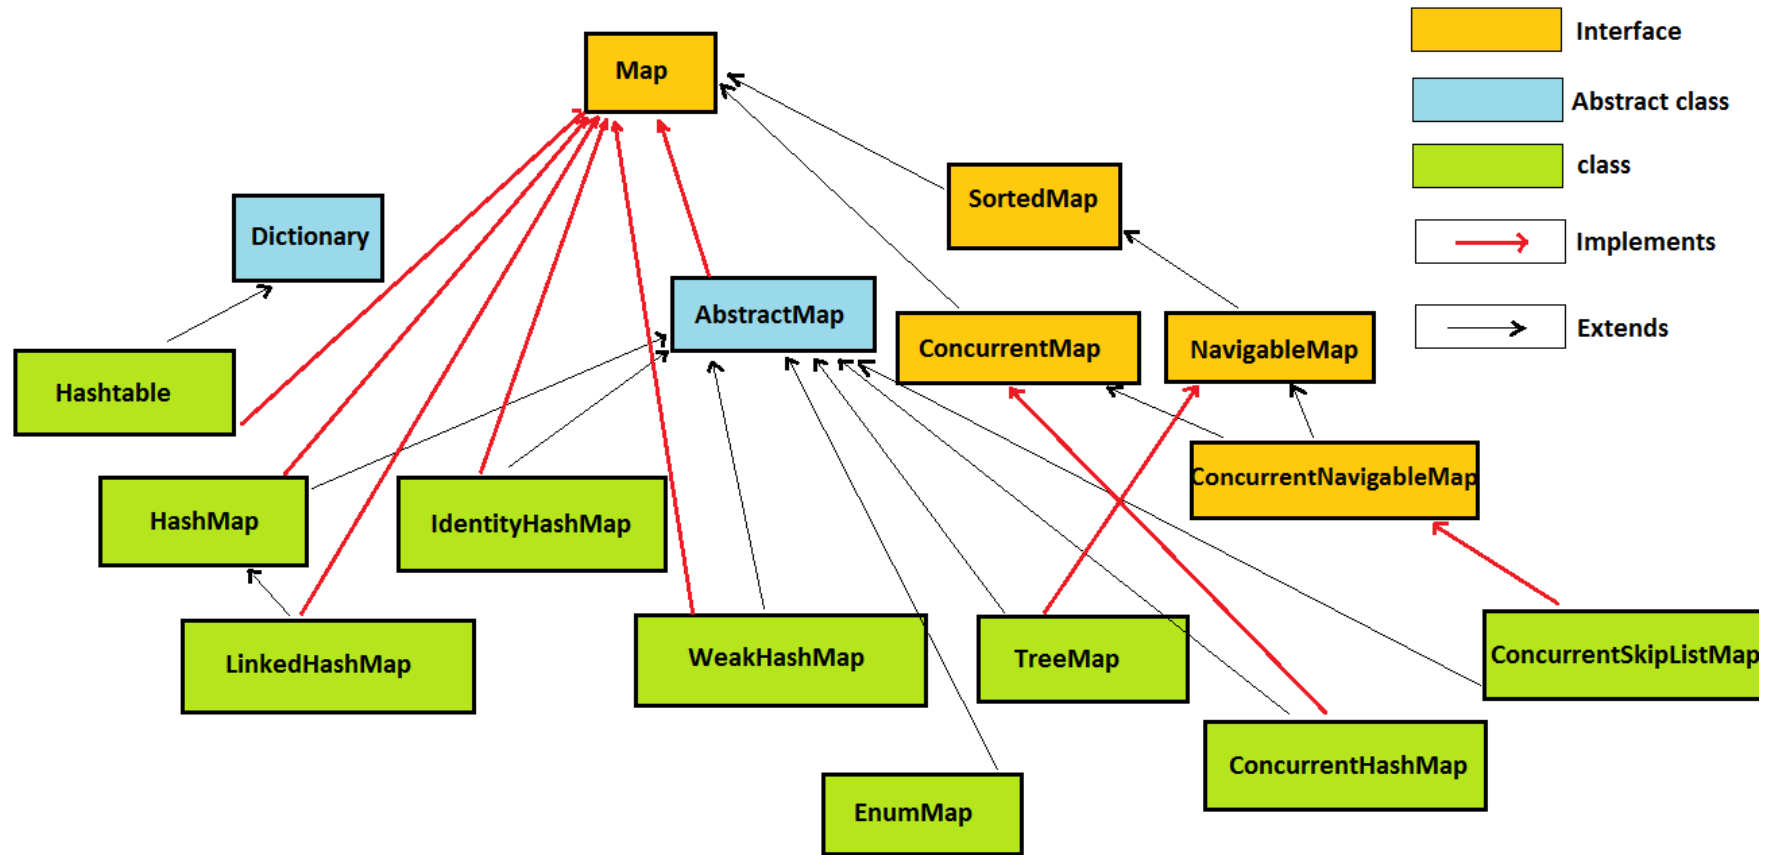 Map
Interface
Abstract class
class
SortedMap
Dictionary
Implements
AbstractMap
Extends
ConcurrentMap
NavigableMap
Hashtable
ConcurrentNavigableMap
HashMap
IdentityHashMap
LinkedHashMap
WeakHashMap
TreeMap
ConcurrentSkipListMap
ConcurrentHashMap
EnumMap